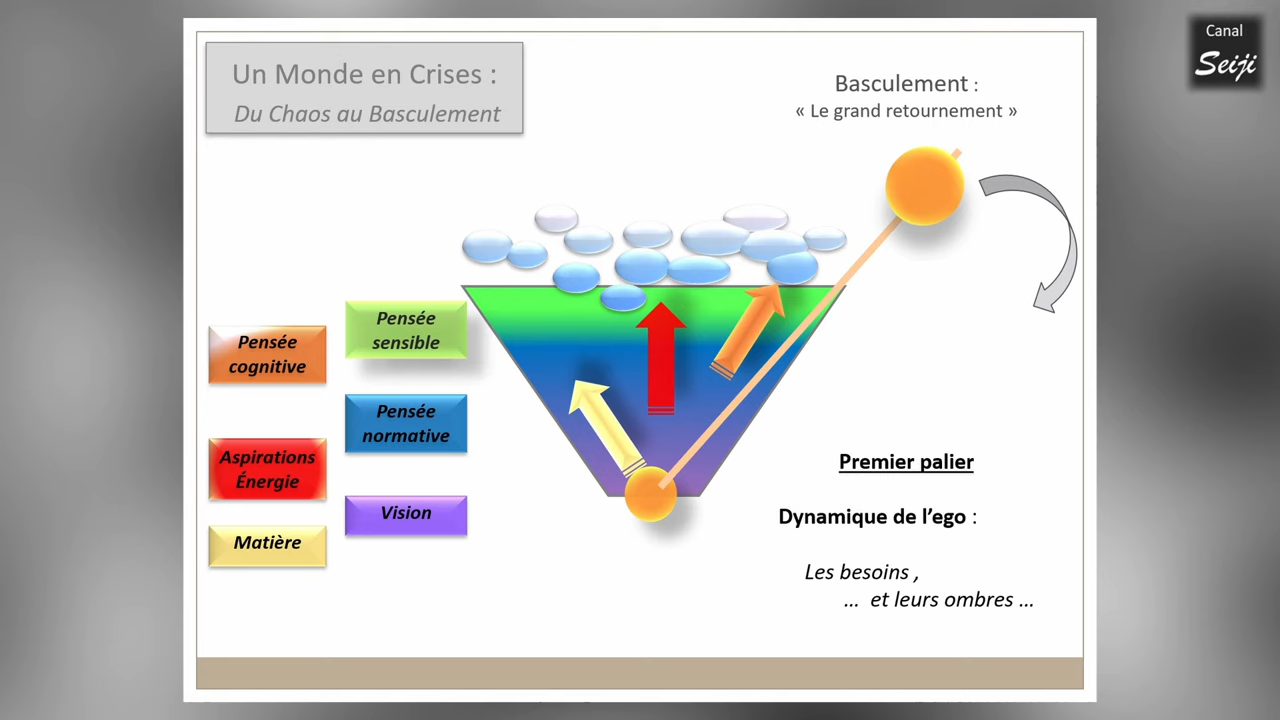 Canal
Seiji
Un Monde en Crises :
Du Chaos au Basculement
Basculement :
« Le grand retournement »
Pensée
cognitive
Pensée
sensible
Pensée
normative
Aspirations
Énergie
Vision
Matière
Premier palier
Dynamique de l'ego :
Les besoins ,
... et leurs ombres ...